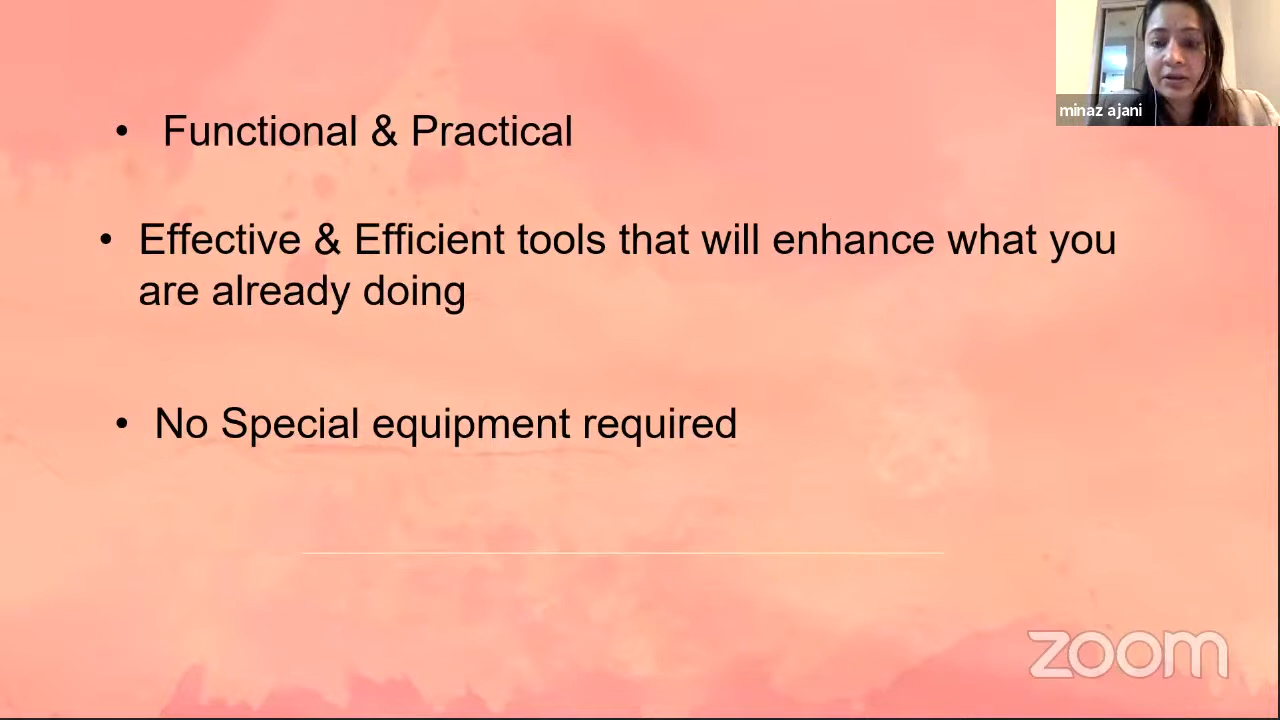 minaz ajani
• Functional & Practical
• Effective & Efficient tools that will enhance what you
are already doing
• No Special equipment required
zoom